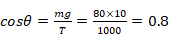 cosθ = mg/T = 80×10/1000 = 0.8